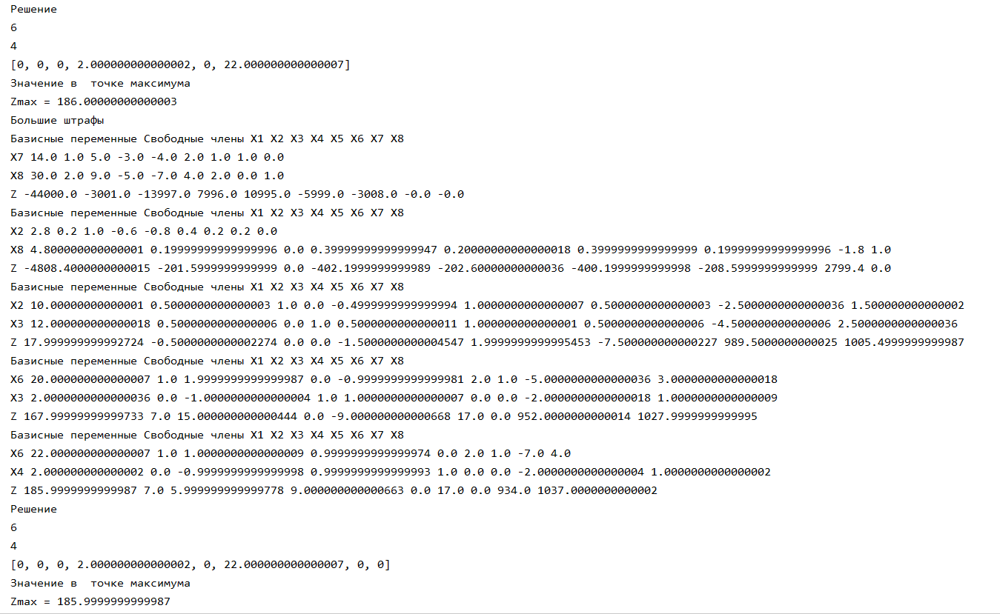 Решение
6
4
[0, 0, 0, 2.000000000000002, 0, 22.000000000000007]
Значение в  точке максимума
Zmax = 186.00000000000003
Большие штрафы
Базисные переменные Свободные члены X1 X2 X3 X4 X5 X6 X7 X8
X7 14.0 1.0 5.0 -3.0 -4.0 2.0 1.0 1.0 0.0
X8 30.0 2.0 9.0 -5.0 -7.0 4.0 2.0 0.0 1.0
Z -44000.0 -3001.0 -13997.0 7996.0 10995.0 -5999.0 -3008.0 -0.0 -0.0
Базисные переменные Свободные члены X1 X2 X3 X4 X5 X6 X7 X8
X2 2.8 0.2 1.0 -0.6 -0.8 0.4 0.2 0.2 0.0
X8 4.800000000000001 0.19999999999999996 0.0 0.39999999999999947 0.20000000000000018 0.3999999999999999 0.19999999999999996 -1.8 1.0
Z -4808.4000000000015 -201.5999999999999 0.0 -402.1999999999989 -202.60000000000036 -400.1999999999998 -208.5999999999999 2799.4 0.0
Базисные переменные Свободные члены X1 X2 X3 X4 X5 X6 X7 X8
X2 10.00000000000001 0.5000000000000003 1.0 0.0 -0.4999999999999994 1.0000000000000007 0.5000000000000003 -2.5000000000000036 1.500000000000002
X3 12.000000000000018 0.5000000000000006 0.0 1.0 0.5000000000000011 1.000000000000001 0.5000000000000006 -4.500000000000006 2.5000000000000036
Z 17.999999999992724 -0.5000000000002274 0.0 0.0 -1.5000000000004547 1.9999999999995453 -7.500000000000227 989.5000000000025 1005.4999999999987
Базисные переменные Свободные члены X1 X2 X3 X4 X5 X6 X7 X8
X6 20.000000000000007 1.0 1.9999999999999987 0.0 -0.9999999999999981 2.0 1.0 -5.0000000000000036 3.0000000000000018
X3 2.0000000000000036 0.0 -1.0000000000000004 1.0 1.0000000000000007 0.0 0.0 -2.0000000000000018 1.0000000000000009
Z 167.99999999999733 7.0 15.000000000000444 0.0 -9.000000000000668 17.0 0.0 952.0000000000014 1027.9999999999995
Базисные переменные Свободные члены X1 X2 X3 X4 X5 X6 X7 X8
X6 22.000000000000007 1.0 1.0000000000000009 0.9999999999999974 0.0 2.0 1.0 -7.0 4.0
X4 2.000000000000002 0.0 -0.9999999999999998 0.9999999999999993 1.0 0.0 0.0 -2.0000000000000004 1.0000000000000002
Z 185.9999999999987 7.0 5.999999999999778 9.000000000000663 0.0 17.0 0.0 934.0 1037.0000000000002
Решение
6
4
[0, 0, 0, 2.000000000000002, 0, 22.000000000000007, 0, 0]
Значение в  точке максимума
Zmax = 185.9999999999987